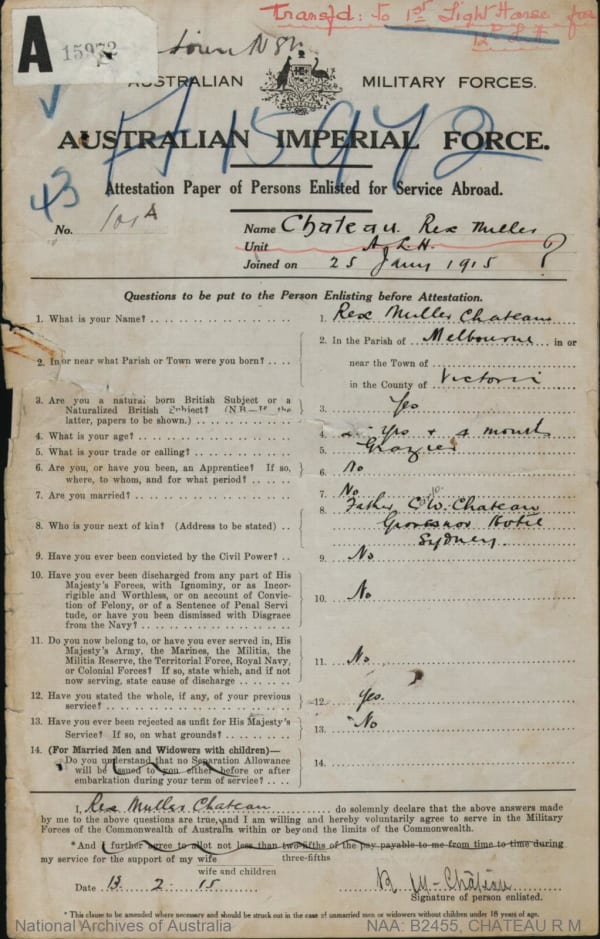 Transfd: to 1st Light Horse for
12th L H
A 15972
AUSTRALIAN MILITARY FORCES.
A 15972
AUSTRALIAN IMPERIAL FORCE.
43
Attestation Paper of Persons Enlisted for Service Abroad.
No. 101A
Name Chateau. Rex Muller
Unit A.L.H.
Joined on 25 Jany 1915
Questions to be put to the Person Enlisting before Attestation.
1. What is your Name? 1. Rex Muller Chateau
2. In or near what Parish or Town were you born? 2. In the Parish of Melbourne in or
near the Town of
in the County of Victoria
3. Are you a natural born British Subject or a
Naturalized British Subject? (N.B.—If the
latter, papers to be shown.) 3. Yes
4. What is your age? 4. yrs + 4 months
5. What is your trade or calling? 5. Grazier
6. Are you, or have you been, an Apprentice? If so,
where, to whom, and for what period? 6. No
7. Are you married? 7. No
8. Who is your next of kin? (Address to be stated) 8. Father C. W. Chateau
Grosvenor Hotel
Sydney.
9. Have you ever been convicted by the Civil Power? 9. No
10. Have you ever been discharged from any part of His
Majesty's Forces, with Ignominy, or as Incor-
rigible and Worthless, or on account of Convic-
tion of Felony, or of a Sentence of Penal Servi
tude, or have you been dismissed with Disgrace
from the Navy? 10. No
11. Do you now belong to, or have you ever served in, His
Majesty's Army, the Marines, the Militia, the
Militia Reserve, the Territorial Force, Royal Navy,
or Colonial Forces? If so, state which, and if not
now serving, state cause of discharge 11. No
12. Have you stated the whole, if any, of your previous
service? 12. Yes.
13. Have you ever been rejected as unfit for His Majesty's
Service? If so, on what grounds? 13. No
14. (For Married Men and Widowers with children)—
Do you understand that no Separation Allowance
will be issued to you either before or after
embarkation during your term of service? 14.
I, Rex Muller Chateau do solemnly declare that the above answers made
by me to the above questions are true, and I am willing and hereby voluntarily agree to serve in the Military
Forces of the Commonwealth of Australia within or beyond the limits of the Commonwealth.
*And I further agree to allot not less than two-fifths of the pay payable to me from time to time during
three-fifths
my service for the support of my wife
wife and children
Date 13. 2. 15 R M- Château
Signature of person enlisted.
* This clause to be amended where necessary and should be struck out in the case of unmarried men or widowers without children under 18 years of age.
National Archives of Australia NAA: B2455, CHATEAU R M